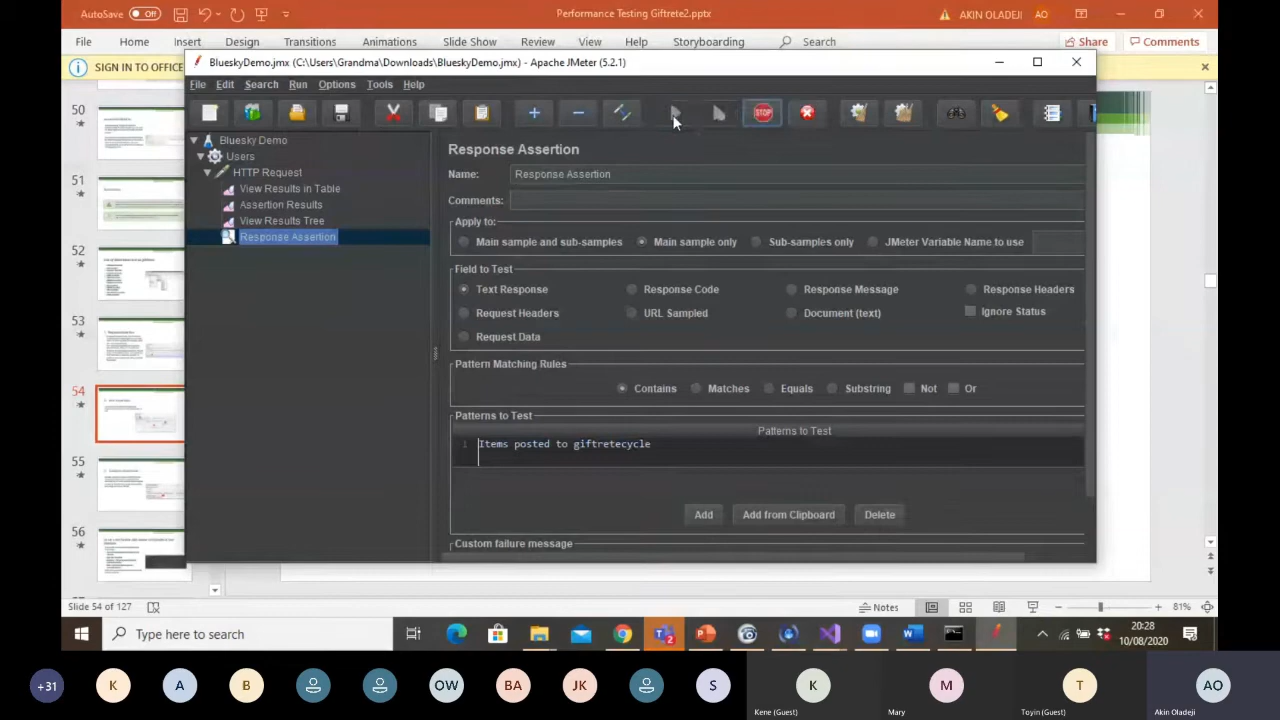 AutoSave Off Performance Testing Giftrete2.pptx AKIN OLADEJI AO
File Home Insert Design Transitions Animations Slide Show Review View Help Storyboarding Search Share Comments
SIGN IN TO OFFICE
BlueskyDemo.jmx (C:\Users\Grandma\Downloads\BlueskyDemo.jmx) - Apache JMeter (5.2.1)
File Edit Search Run Options Tools Help
STOP
Bluesky Demo
Users
HTTP Request
View Results in Table
Assertion Results
View Results Tree
Response Assertion
Response Assertion
Name: Response Assertion
Comments:
Apply to:
Main sample and sub-samples Main sample only Sub-samples only JMeter Variable Name to use
Field to Test
Text Response Response Code Response Message Response Headers
Request Headers URL Sampled Document (text) Ignore Status
Request Data
Pattern Matching Rules
Contains Matches Equals Substring Not Or
Patterns to Test
Patterns to Test
1 Items posted to giftretecycle
Add Add from Clipboard Delete
Custom failure message
50
51
52
53
54
55
56
Slide 54 of 127 Notes 81%
Type here to search
2
20:28
10/08/2020
+31 K A B OW BA JK S K M T AO
Kene (Guest) Mary Toyin (Guest) Akin Oladeji